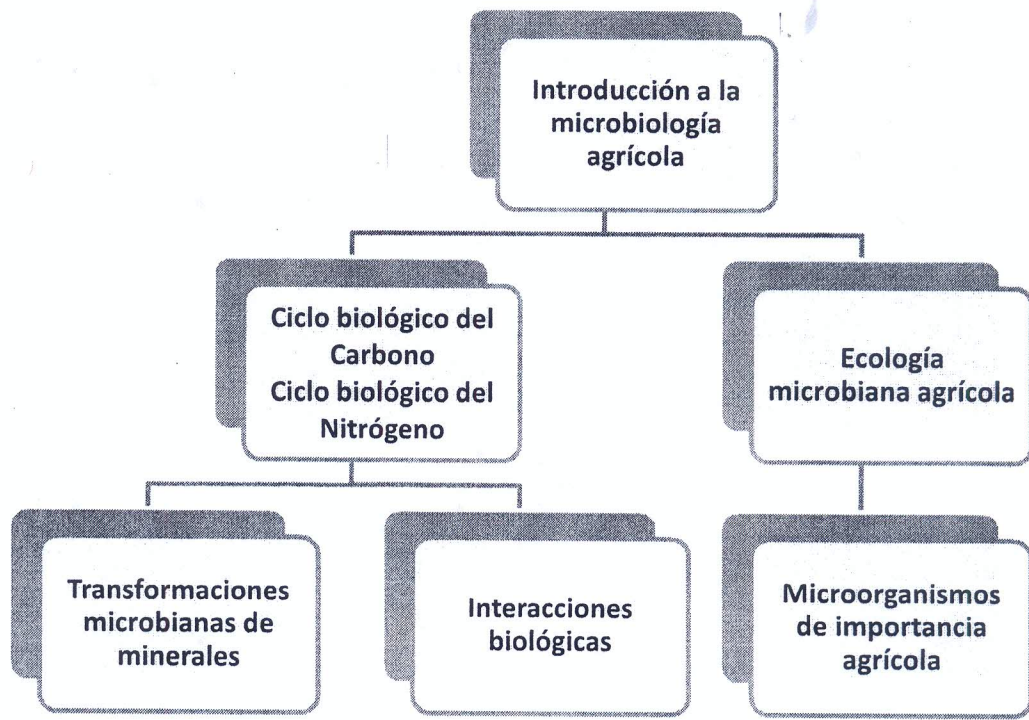 Introducción a la
microbiología
agrícola
Ciclo biológico del
Carbono
Ciclo biológico del
Nitrógeno
Ecología
microbiana agrícola
Transformaciones
microbianas de
minerales
Interacciones
biológicas
Microorganismos
de importancia
agrícola